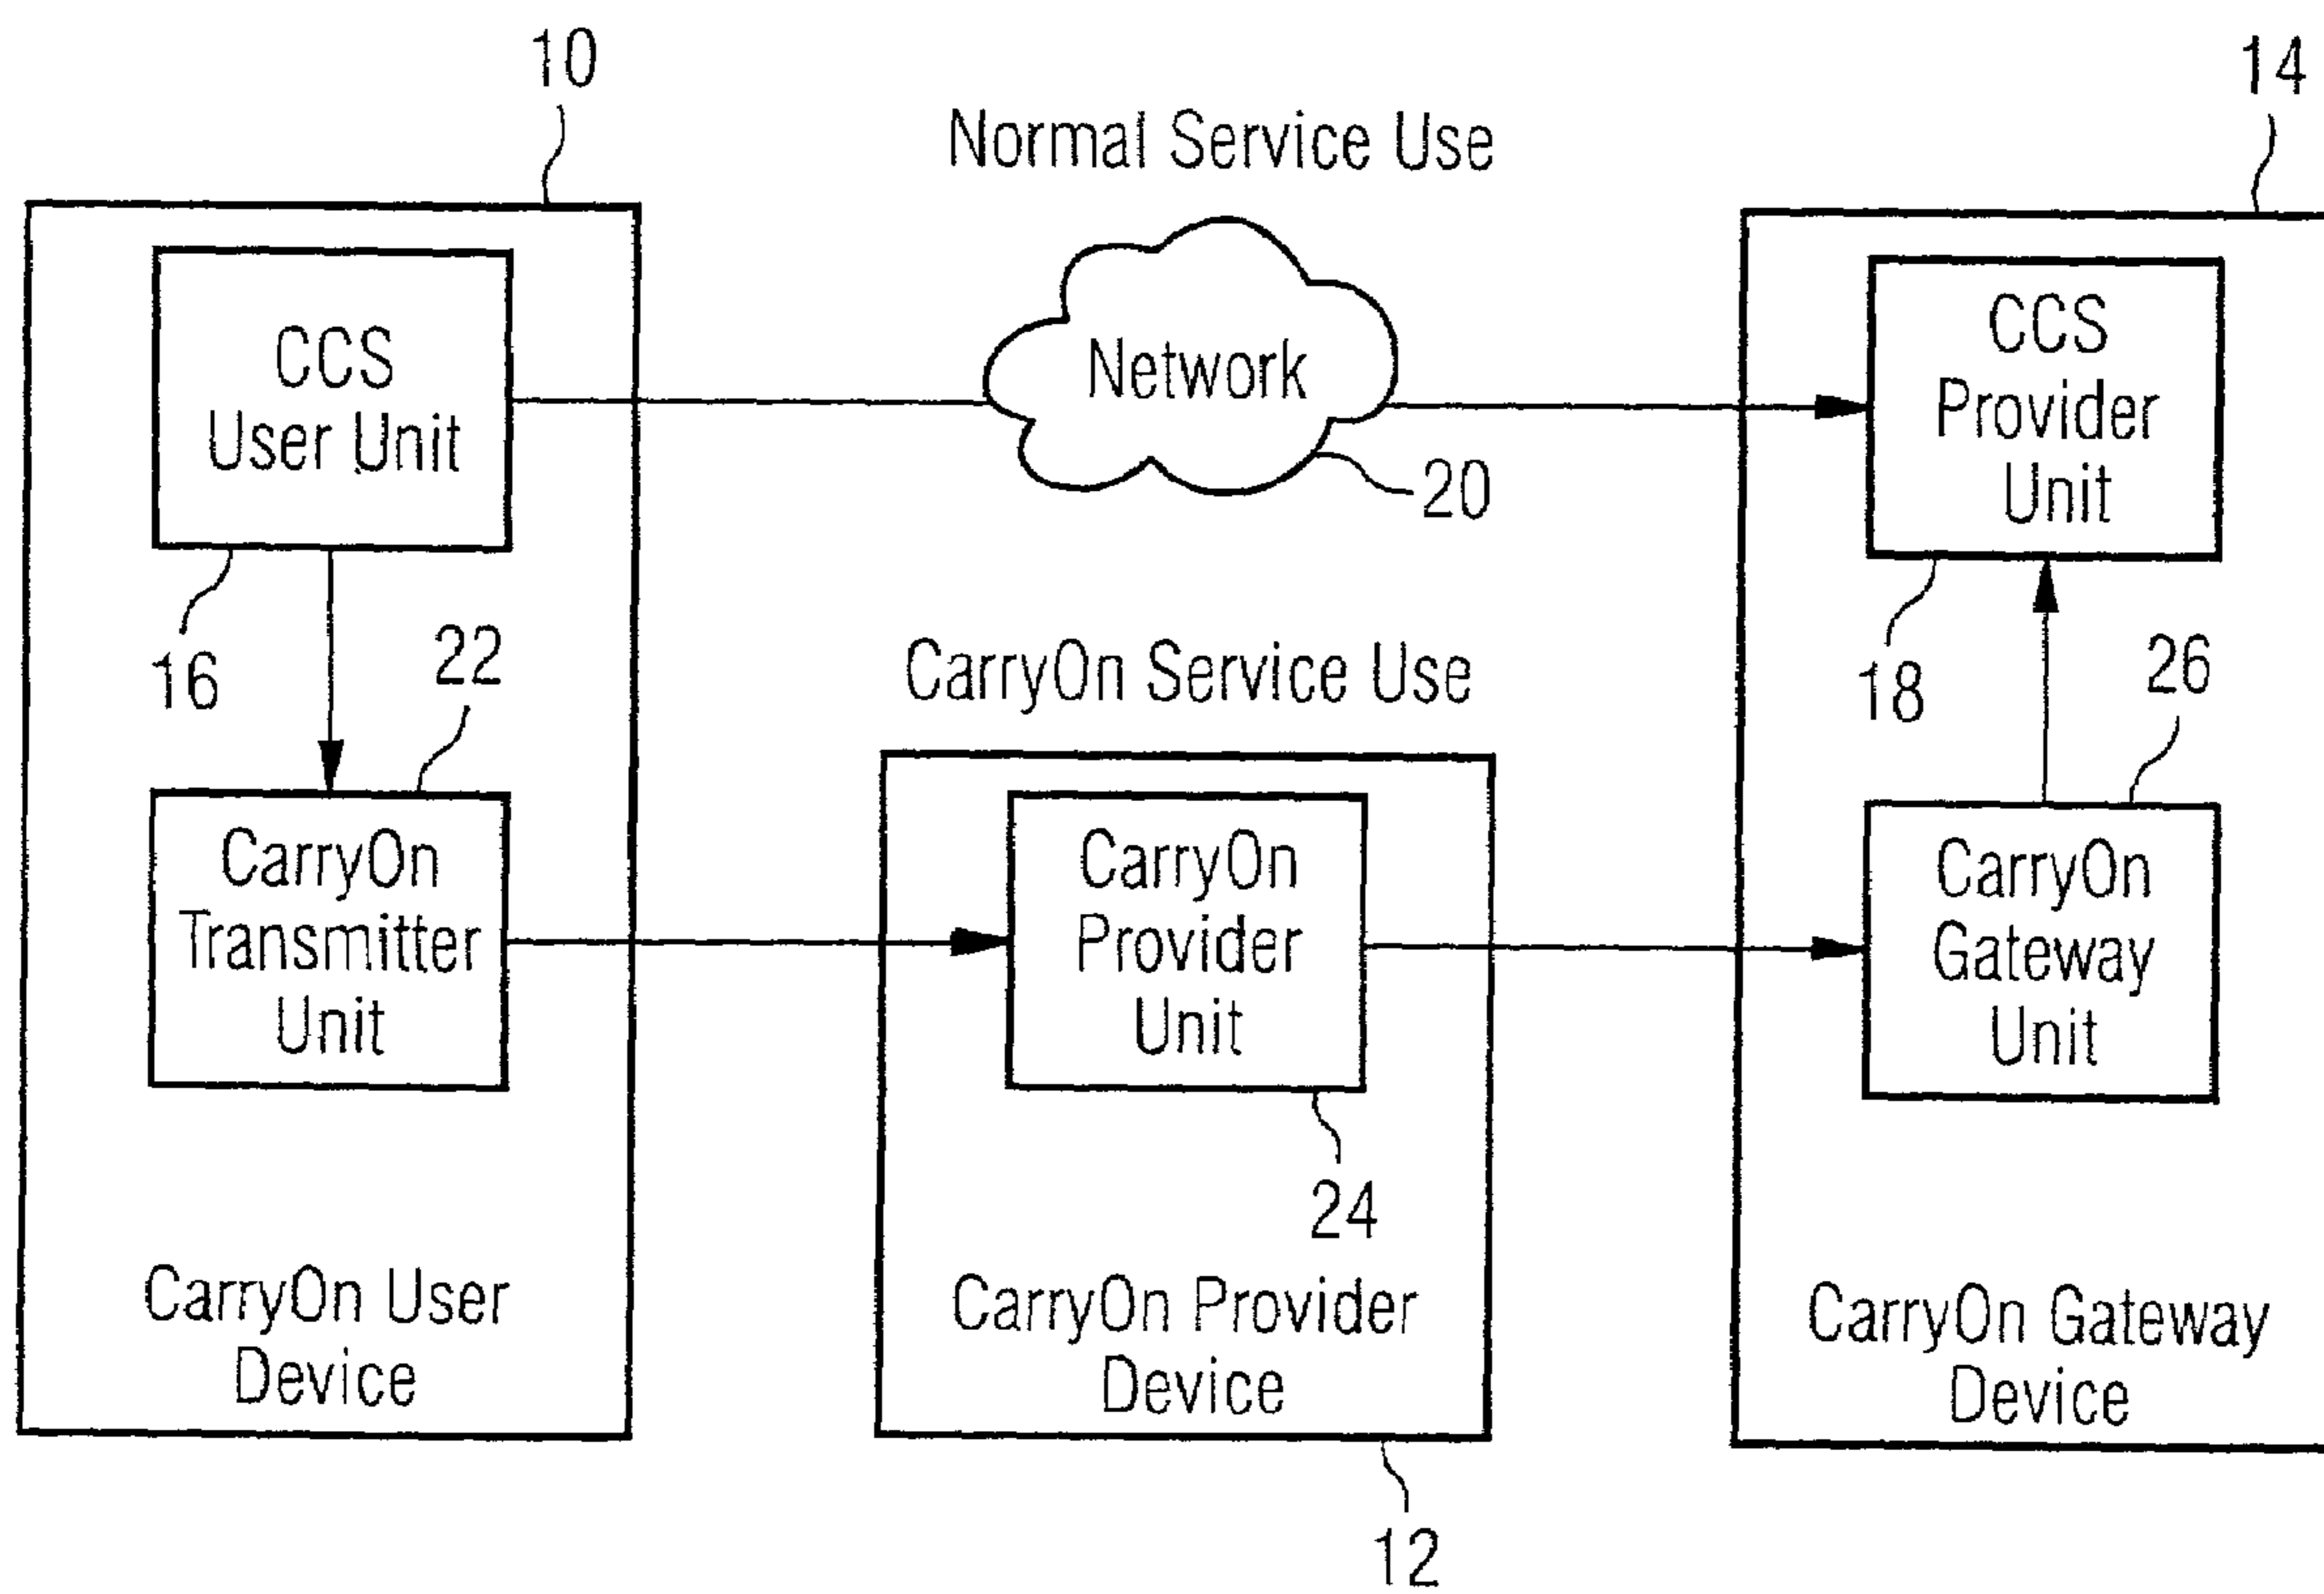 10
14
Normal Service Use
CCS
User Unit
Network
CCS
Provider
Unit
20
16
22
CarryOn Service Use
18
26
CarryOn
Transmitter
Unit
CarryOn
Provider
Unit
CarryOn
Gateway
Unit
24
CarryOn User
Device
CarryOn Provider
Device
CarryOn Gateway
Device
12